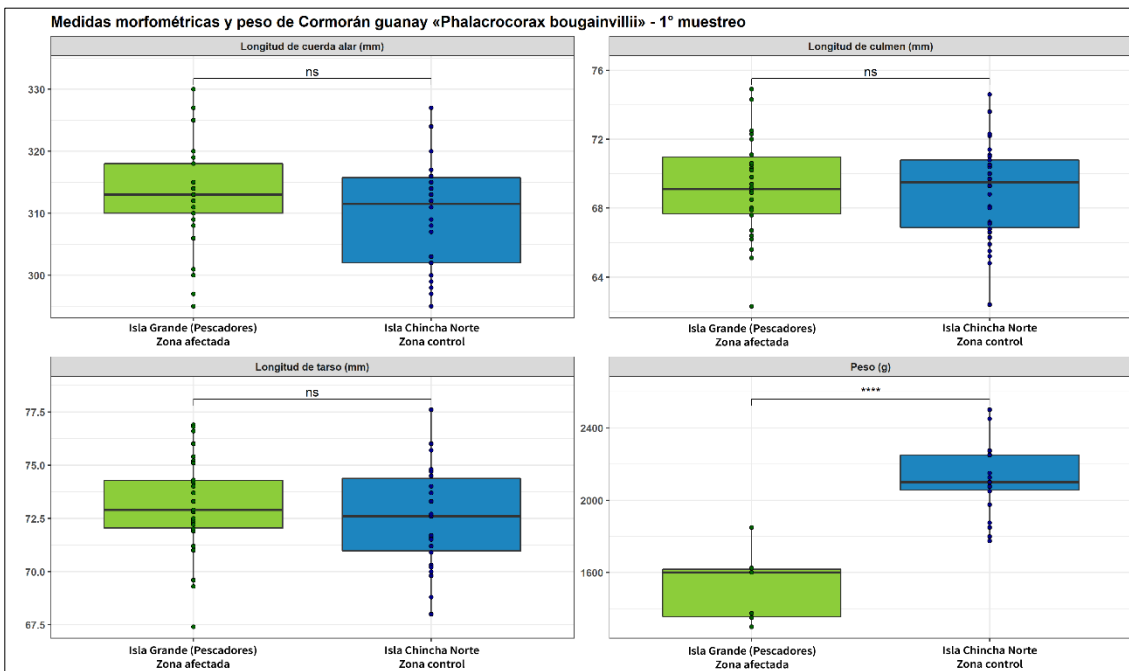 Medidas morfométricas y peso de Cormorán guanay «Phalacrocorax bougainvillii» - 1° muestreo
Longitud de cuerda alar (mm)
ns
330
320
310
300
Isla Grande (Pescadores)
Zona afectada
Isla Chincha Norte
Zona control
Longitud de culmen (mm)
ns
76
72
68
64
Isla Grande (Pescadores)
Zona afectada
Isla Chincha Norte
Zona control
Longitud de tarso (mm)
ns
77.5
75.0
72.5
70.0
67.5
Isla Grande (Pescadores)
Zona afectada
Isla Chincha Norte
Zona control
Peso (g)
****
2400
2000
1600
Isla Grande (Pescadores)
Zona afectada
Isla Chincha Norte
Zona control